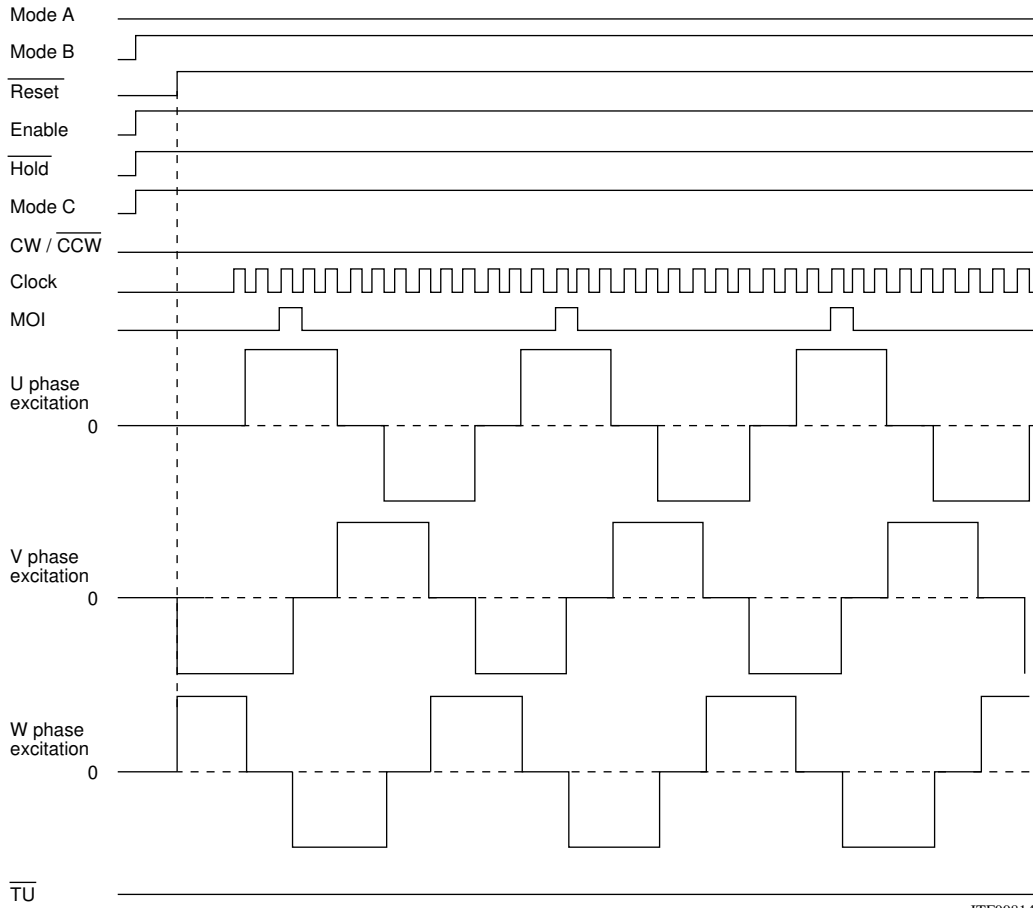 Mode A
Mode B
Reset
Enable
Hold
Mode C
CW / CCW
Clock
MOI
U phase
excitation
0
V phase
excitation
0
W phase
excitation
0
TU